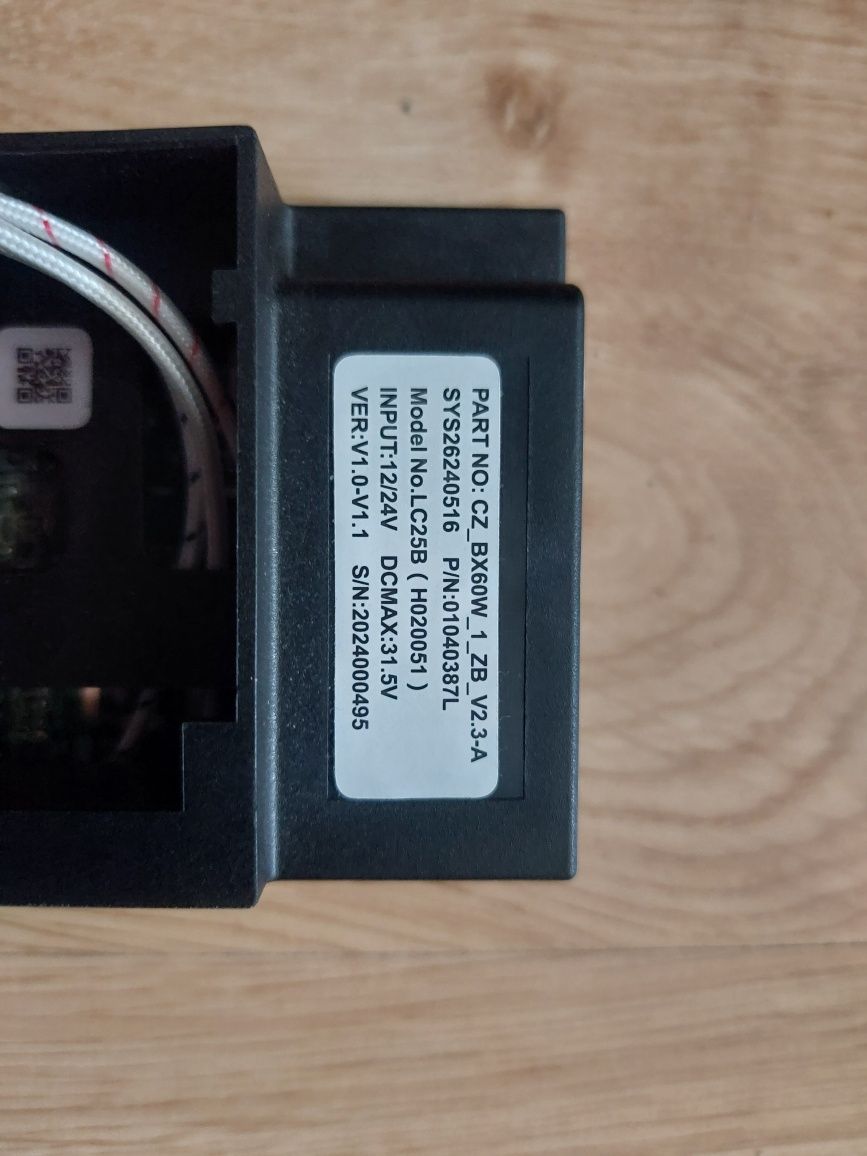 PART NO: CZ_BX60W_1_ZB_V2.3-A
SYS26240516 P/N:01040387L
Model No.LC25B ( H020051 )
INPUT:12/24V DCMAX:31.5V
VER:V1.0-V1.1 S/N:2024000495